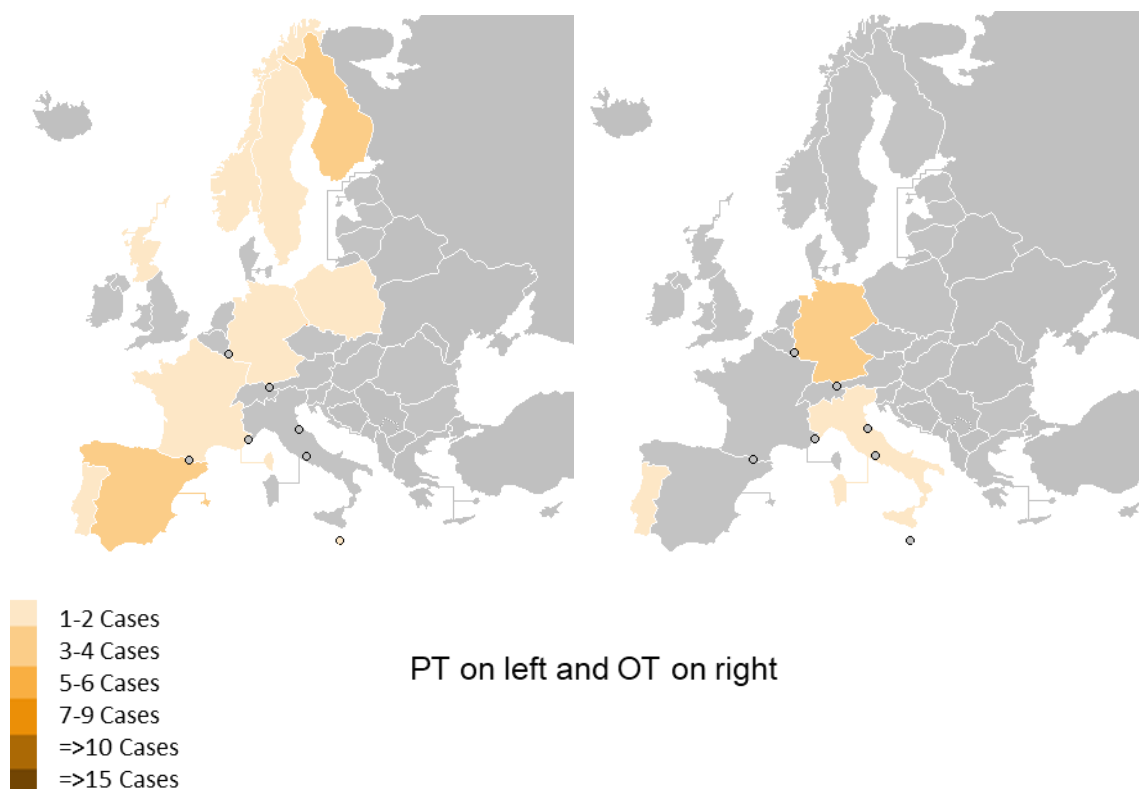 1-2 Cases
3-4 Cases
5-6 Cases
7-9 Cases
=>10 Cases
=>15 Cases
PT on left and OT on right